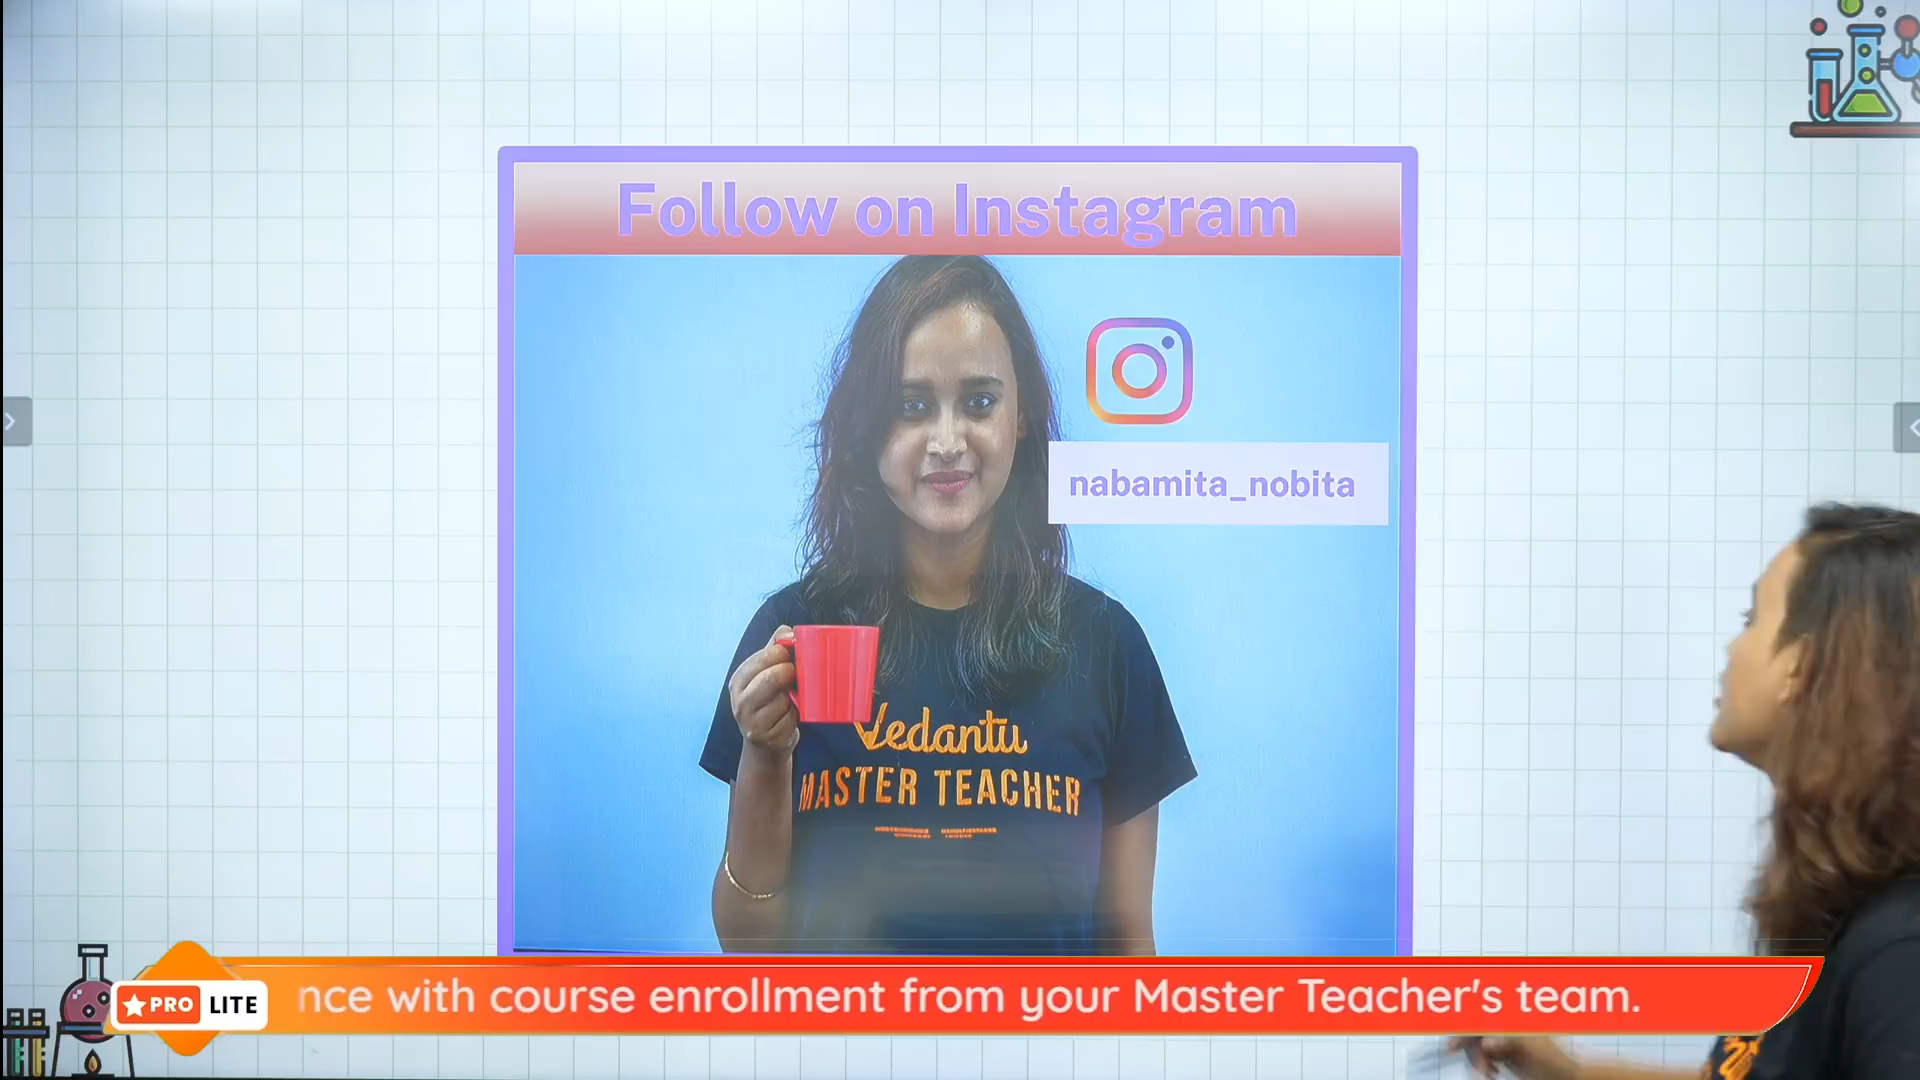 Follow on Instagram
nabamita_nobita
Vedantu
MASTER TEACHER
PRO LITE
nce with course enrollment from your Master Teacher's team.